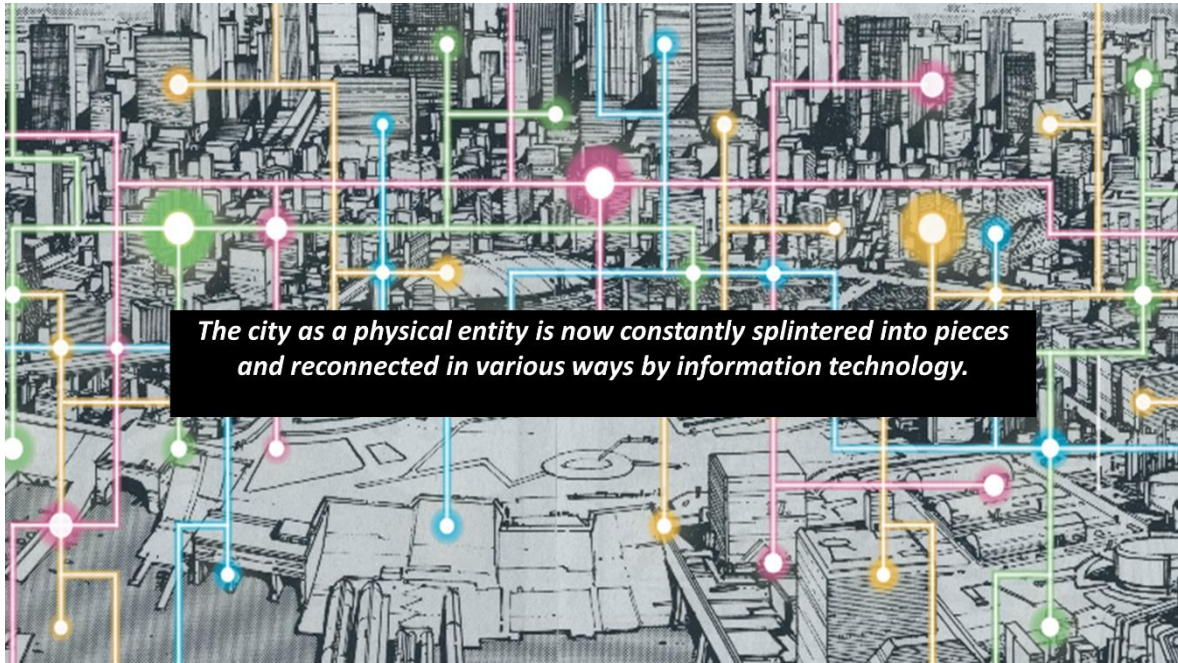 The city as a physical entity is now constantly splintered into pieces
and reconnected in various ways by information technology.